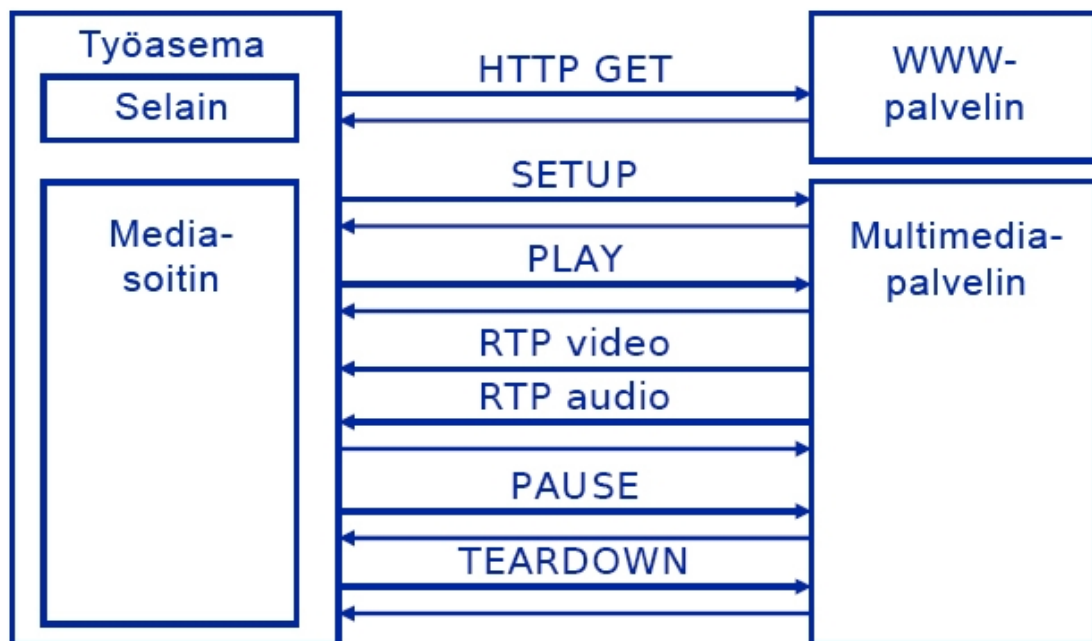 Työasema
Selain
Media-
soitin
HTTP GET
SETUP
PLAY
RTP video
RTP audio
PAUSE
TEARDOWN
WWW-
palvelin
Multimedia-
palvelin